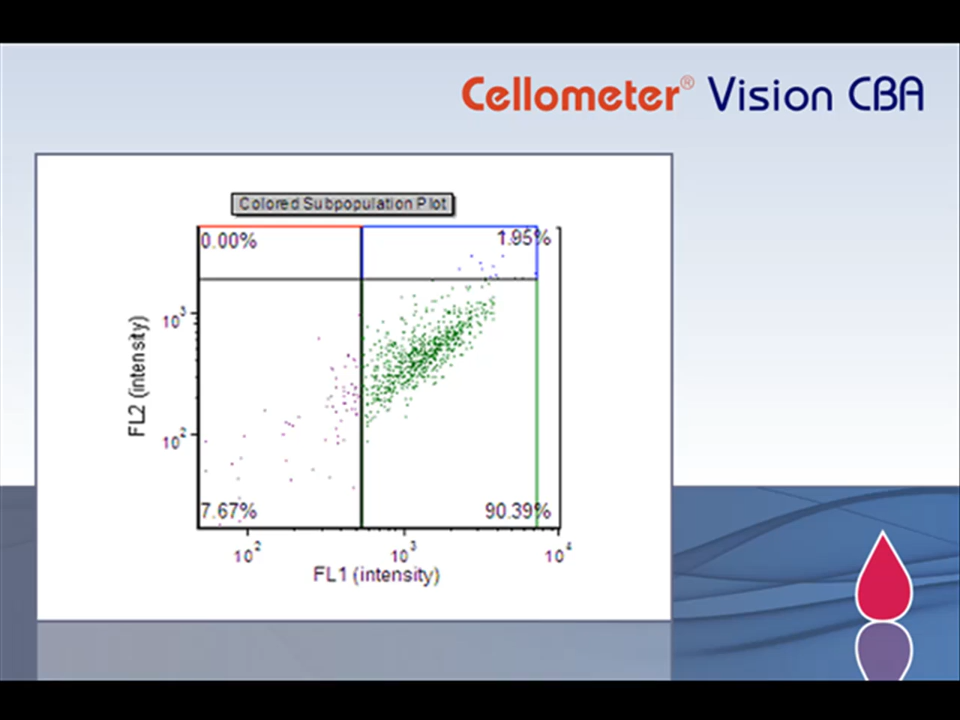 Cellometer® Vision CBA
Colored Subpopulation Plot
0.00%
1.95%
10³
FL2 (intensity)
10²
7.67%
90.39%
10² 10³ 10⁴
FL1 (intensity)